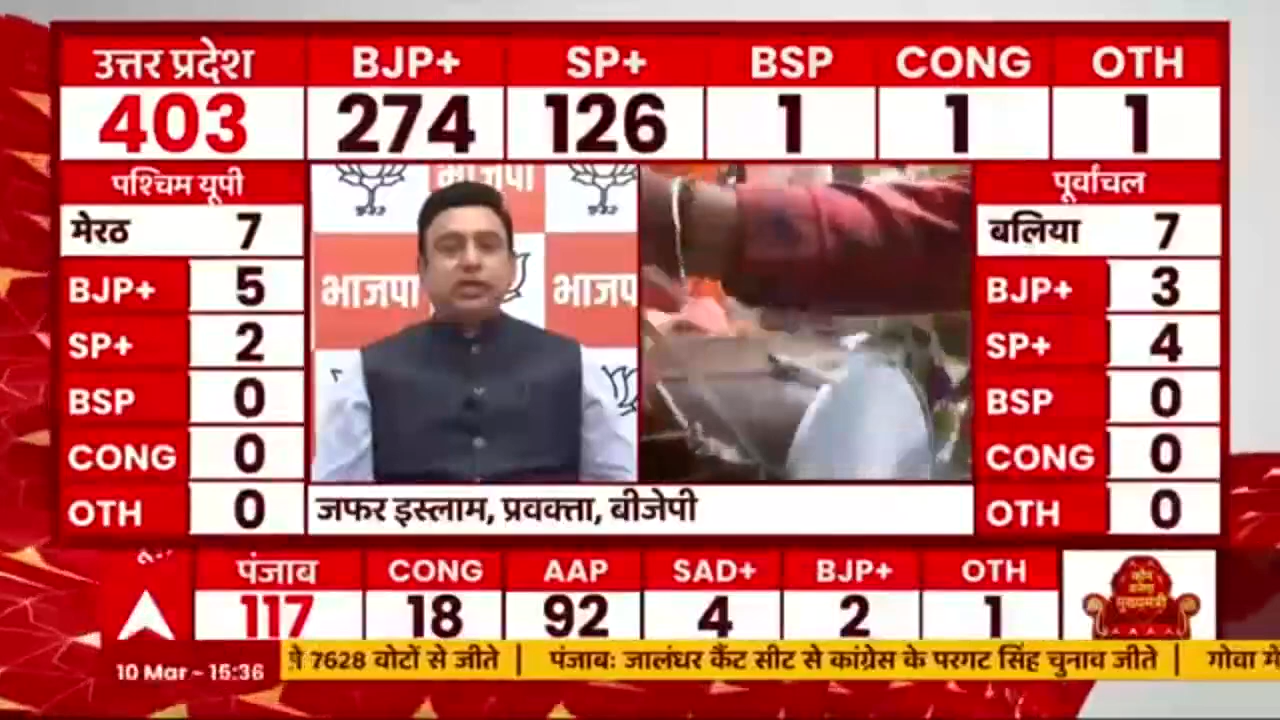 उत्तर प्रदेश BJP+ SP+ BSP CONG OTH
403 274 126 1 1 1
पश्चिम यूपी
मेरठ 7
BJP+ 5
SP+ 2
BSP 0
CONG 0
OTH 0
भाजपा
भाजपा
भाजप
पूर्वांचल
बलिया 7
BJP+ 3
SP+ 4
BSP 0
CONG 0
OTH 0
जफर इस्लाम, प्रवक्ता, बीजेपी
पंजाब CONG AAP SAD+ BJP+ OTH
117 18 92 4 2 1
कौन बनेगा मुख्यमंत्री
10 Mar - 15:36
7628 वोटों से जीते | पंजाबः जालंधर कैंट सीट से कांग्रेस के परगट सिंह चुनाव जीते | गोवा में